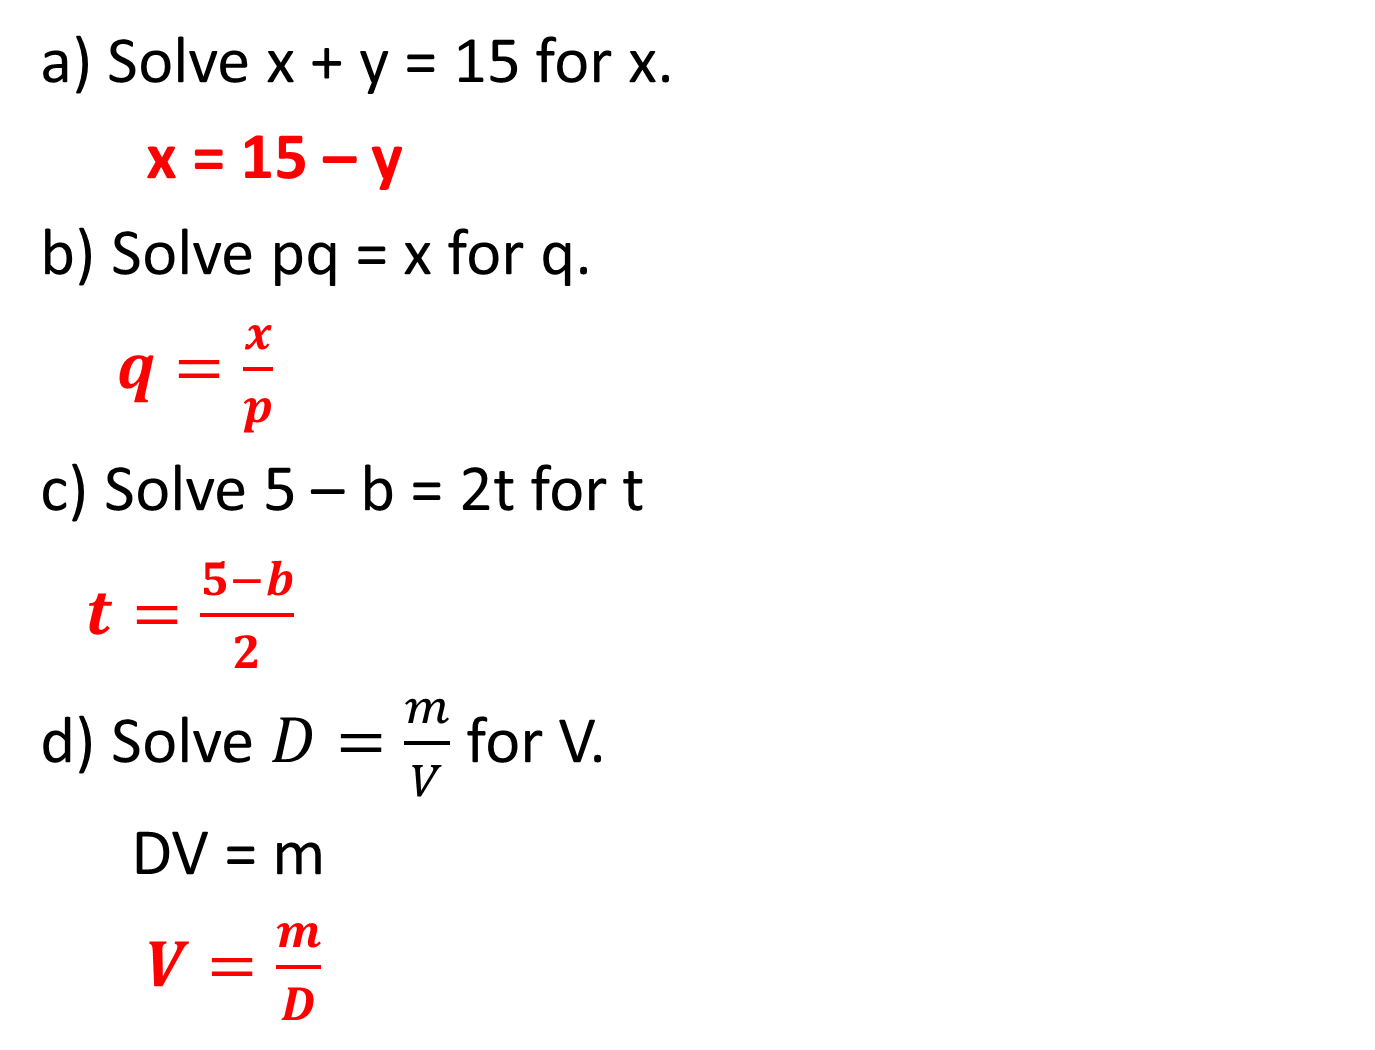 a) Solve x + y = 15 for x.
x = 15 – y
b) Solve pq = x for q.
q = x/p
c) Solve 5 – b = 2t for t
t = 5−b/2
d) Solve D = m/V for V.
DV = m
V = m/D